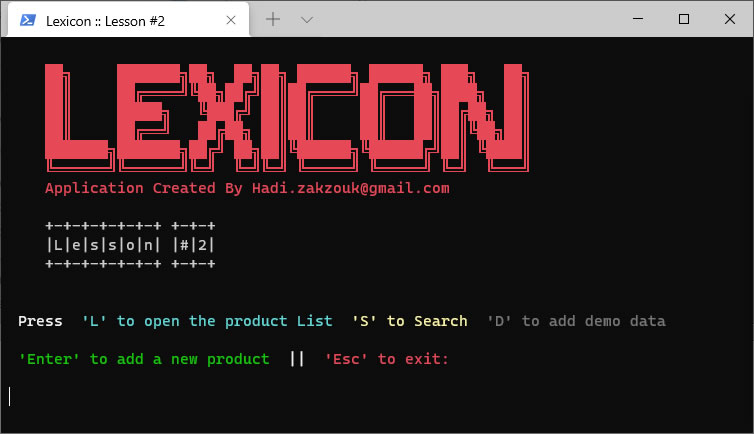 Lexicon :: Lesson #2
LEXICON
Application Created By Hadi.zakzouk@gmail.com
+-+-+-+-+-+-+ +-+-+
|L|e|s|s|o|n| |#|2|
+-+-+-+-+-+-+ +-+-+
Press  'L' to open the product List  'S' to Search  'D' to add demo data
'Enter' to add a new product  ||  'Esc' to exit: